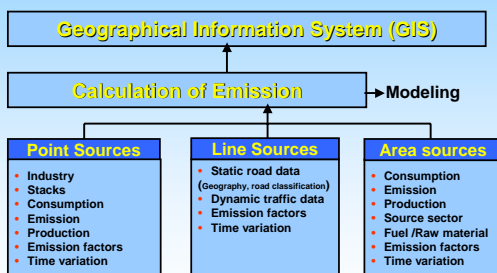 Geographical Information System (GIS)
Calculation of Emission
Modeling
Point Sources
• Industry
• Stacks
• Consumption
• Emission
• Production
• Emission factors
• Time variation
Line Sources
• Static road data
(Geography, road classification)
• Dynamic traffic data
• Emission factors
• Time variation
Area sources
• Consumption
• Emission
• Production
• Source sector
• Fuel /Raw material
• Emission factors
• Time variation